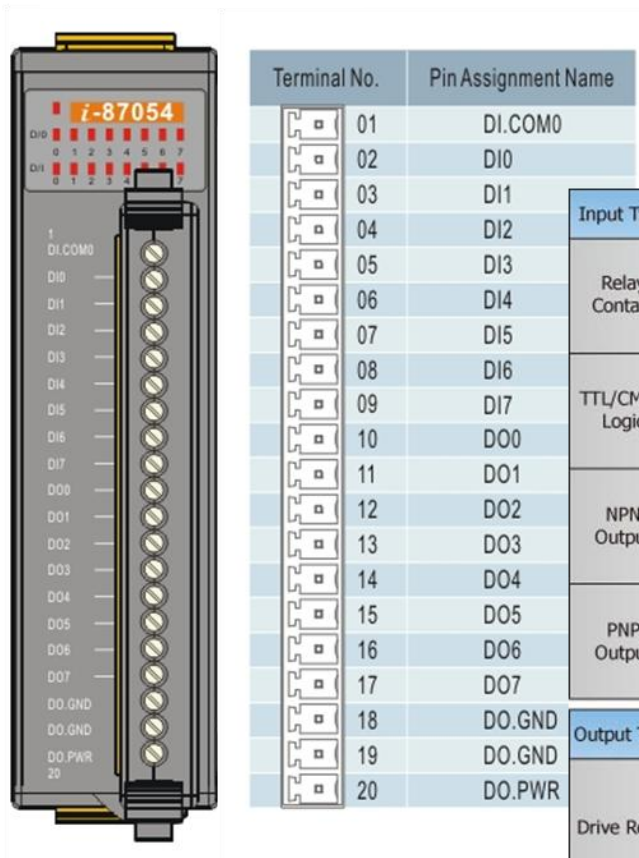 i-87054
D/O
0 1 2 3 4 5 6 7
D/I
0 1 2 3 4 7
1
DI.COM0
DI0
DI1
DI2
DI3
DI4
DI5
DI6
DI7
DO0
DO1
DO2
DO3
DO4
DO5
DO6
DO7
DO.GND
DO.GND
DO.PWR
20
Terminal No. Pin Assignment Name
01 DI.COM0
02 DI0
03 DI1
04 DI2
05 DI3
06 DI4
07 DI5
08 DI6
09 DI7
10 DO0
11 DO1
12 DO2
13 DO3
14 DO4
15 DO5
16 DO6
17 DO7
18 DO.GND
19 DO.GND
20 DO.PWR
Input T
Relay
Conta
TTL/CM
Logic
NPN
Outpu
PNP
Outpu
Output T
Drive Re